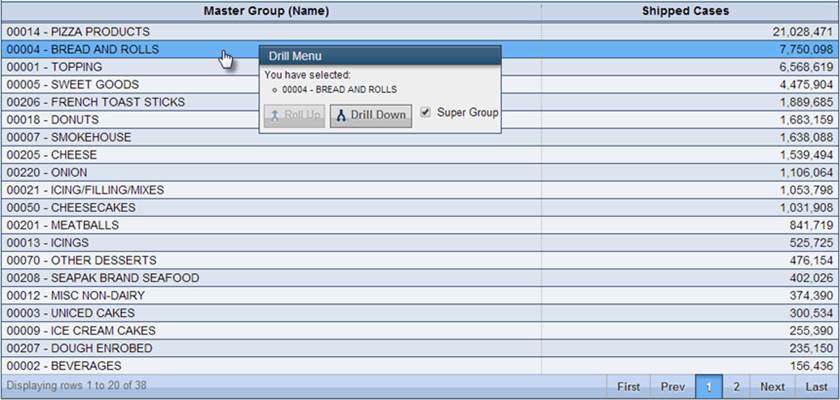 Master Group (Name) Shipped Cases
00014 - PIZZA PRODUCTS 21,028,471
00004 - BREAD AND ROLLS 7,750,098
00001 - TOPPING 6,568,619
00005 - SWEET GOODS 4,475,904
00206 - FRENCH TOAST STICKS 1,889,685
00018 - DONUTS 1,683,159
00007 - SMOKEHOUSE 1,638,088
00205 - CHEESE 1,539,494
00220 - ONION 1,106,064
00021 - ICING/FILLING/MIXES 1,053,798
00050 - CHEESECAKES 1,031,908
00201 - MEATBALLS 841,719
00013 - ICINGS 525,725
00070 - OTHER DESSERTS 476,154
00208 - SEAPAK BRAND SEAFOOD 402,026
00012 - MISC NON-DAIRY 374,390
00003 - UNICED CAKES 300,534
00009 - ICE CREAM CAKES 255,390
00207 - DOUGH ENROBED 235,150
00002 - BEVERAGES 156,436
Drill Menu
You have selected:
00004 - BREAD AND ROLLS
Roll Up Drill Down Super Group
Displaying rows 1 to 20 of 38 First Prev 1 2 Next Last